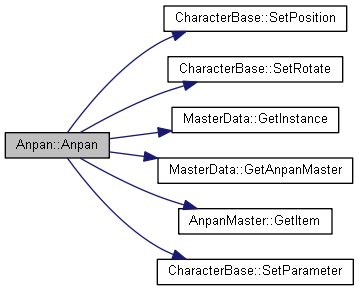 CharacterBase::SetPosition
CharacterBase::SetRotate
MasterData::GetInstance
Anpan::Anpan
MasterData::GetAnpanMaster
AnpanMaster::GetItem
CharacterBase::SetParameter